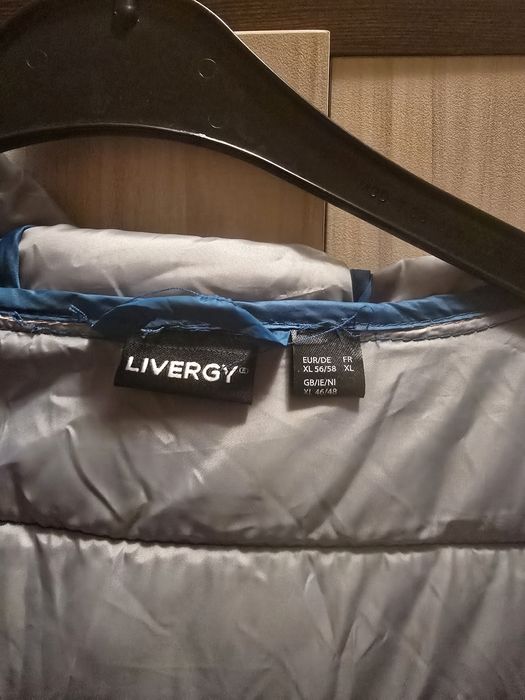 LIVERGY®
EUR/DE FR
XL 56/58 XL
GB/IE/NI
XL 46/48